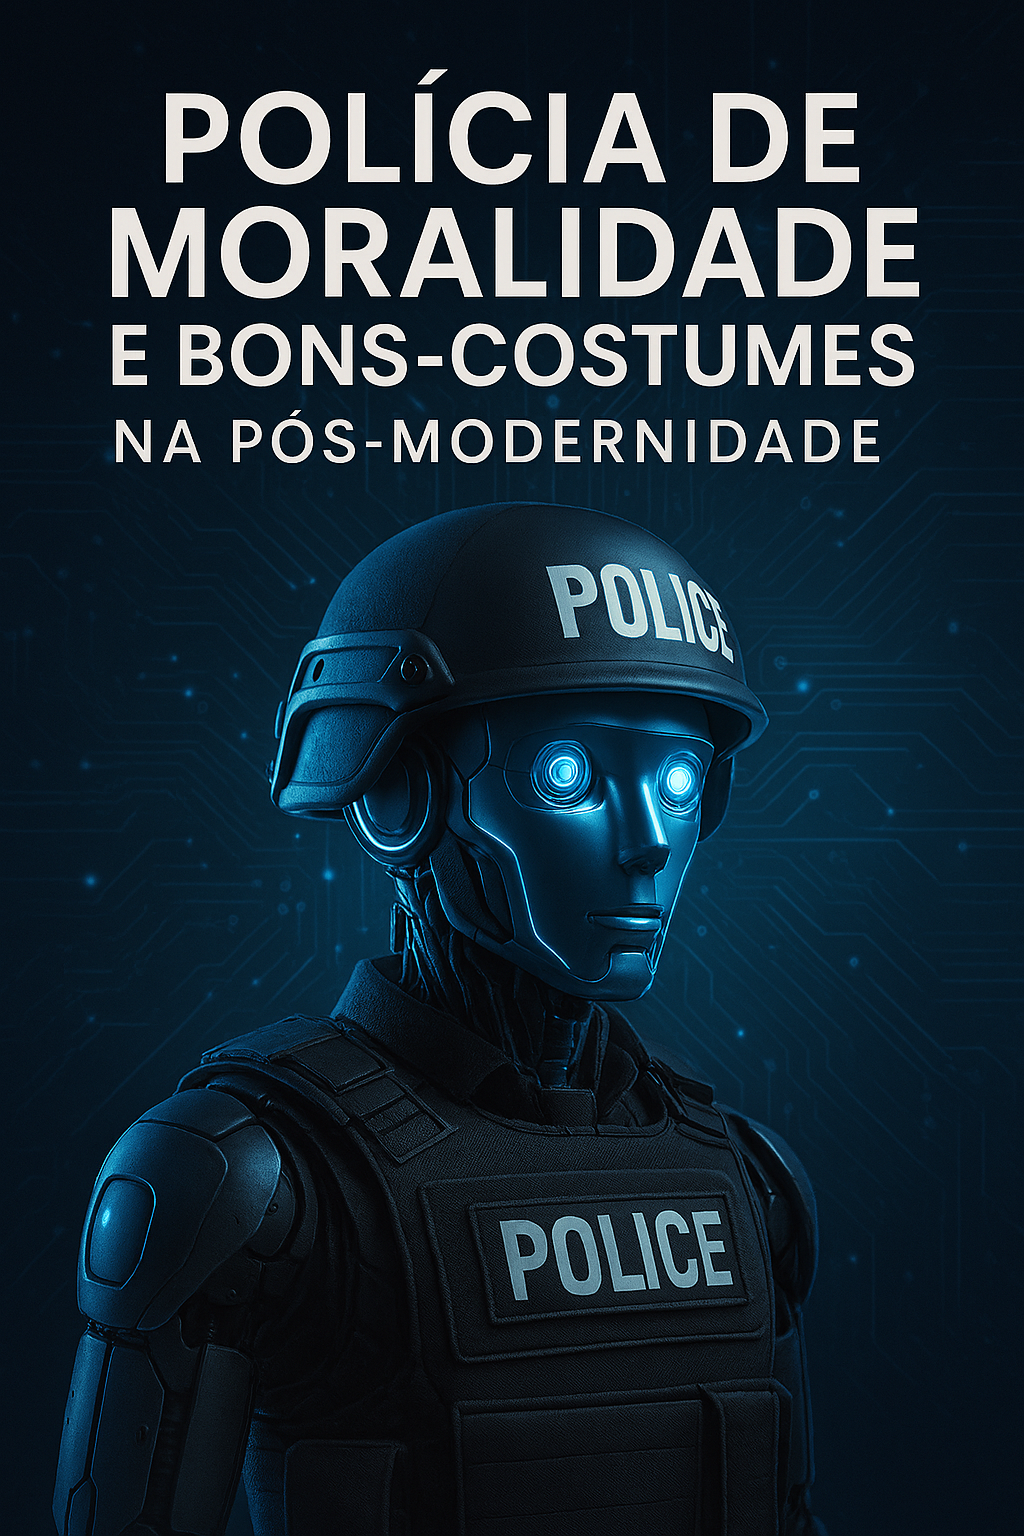 POLÍCIA DE
MORALIDADE
E BONS-COSTUMES
NA PÓS-MODERNIDADE
POLICE
POLICE